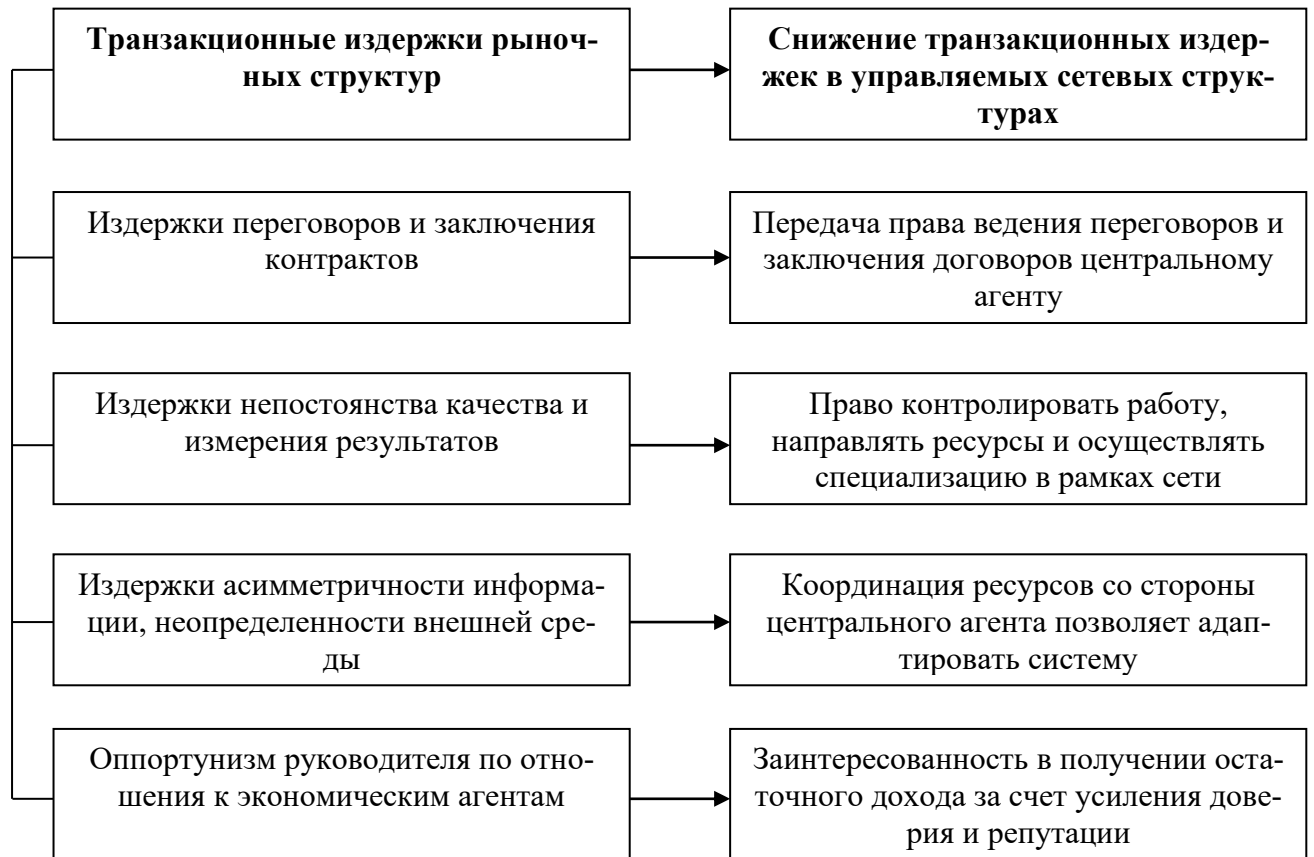 Транзакционные издержки рыноч-
ных структур
Снижение транзакционных издер-
жек в управляемых сетевых струк-
турах
Издержки переговоров и заключения
контрактов
Передача права ведения переговоров и
заключения договоров центральному
агенту
Издержки непостоянства качества и
измерения результатов
Право контролировать работу,
направлять ресурсы и осуществлять
специализацию в рамках сети
Издержки асимметричности информа-
ции, неопределенности внешней сре-
ды
Координация ресурсов со стороны
центрального агента позволяет адап-
тировать систему
Оппортунизм руководителя по отно-
шения к экономическим агентам
Заинтересованность в получении оста-
точного дохода за счет усиления дове-
рия и репутации